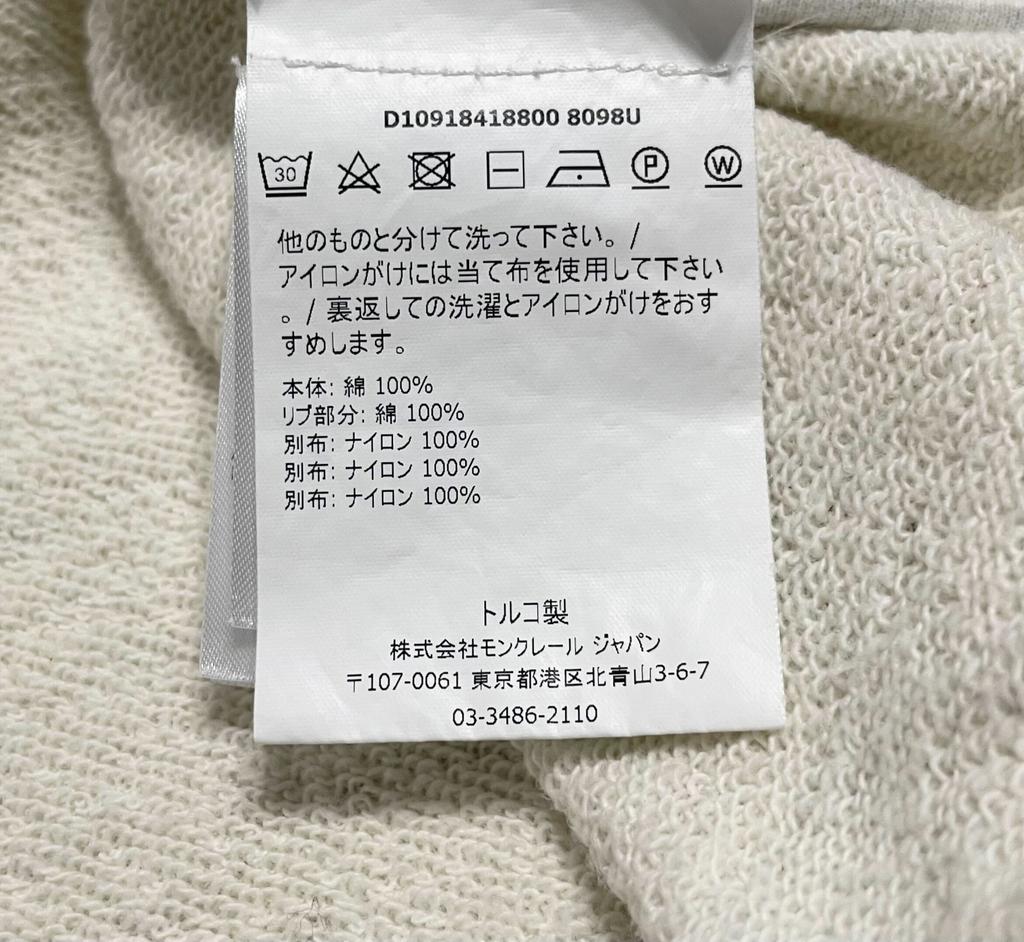 D10918418800 8098U
30 P W
他のものと分けて洗って下さい。/
アイロンがけには当て布を使用して下さい
。/ 裏返しての洗濯とアイロンがけをおす
すめします。
本体: 綿 100%
リブ部分: 綿 100%
別布: ナイロン 100%
別布: ナイロン 100%
別布: ナイロン 100%
トルコ製
株式会社モンクレール ジャパン
〒107-0061 東京都港区北青山3-6-7
03-3486-2110